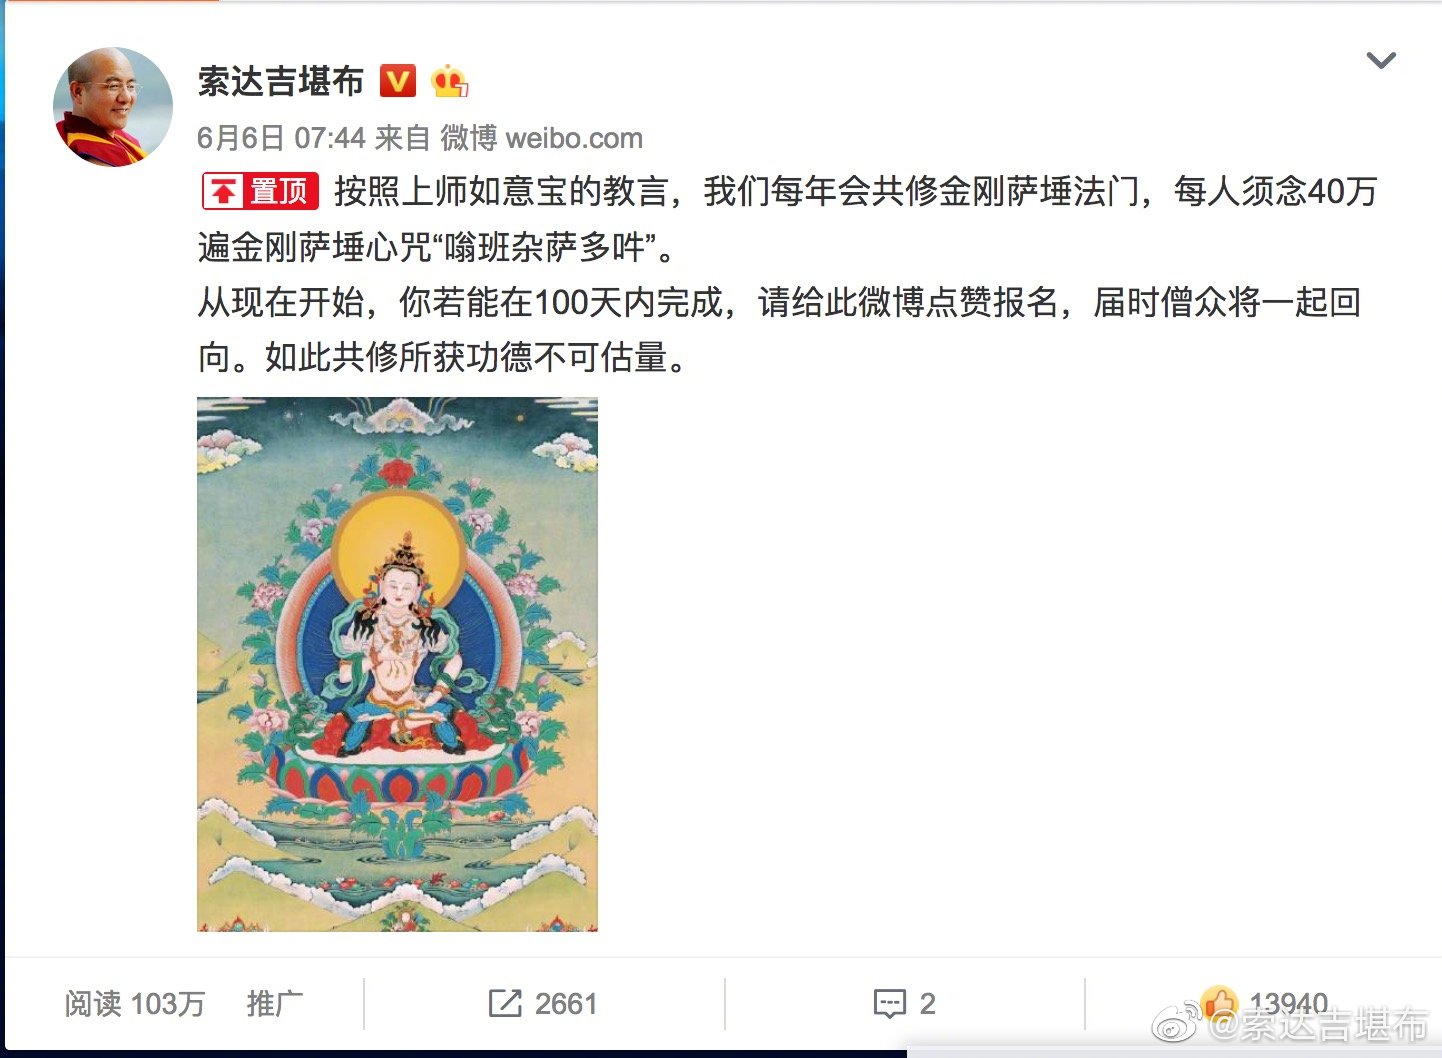 索达吉堪布
6月6日 07:44 来自 微博 weibo.com
置顶 按照上师如意宝的教言，我们每年会共修金刚萨埵法门，每人须念40万
遍金刚萨埵心咒“嗡班杂萨多吽”。
从现在开始，你若能在100天内完成，请给此微博点赞报名，届时僧众将一起回
向。如此共修所获功德不可估量。
阅读 103万 推广 2661 2 13940
@索达吉堪布